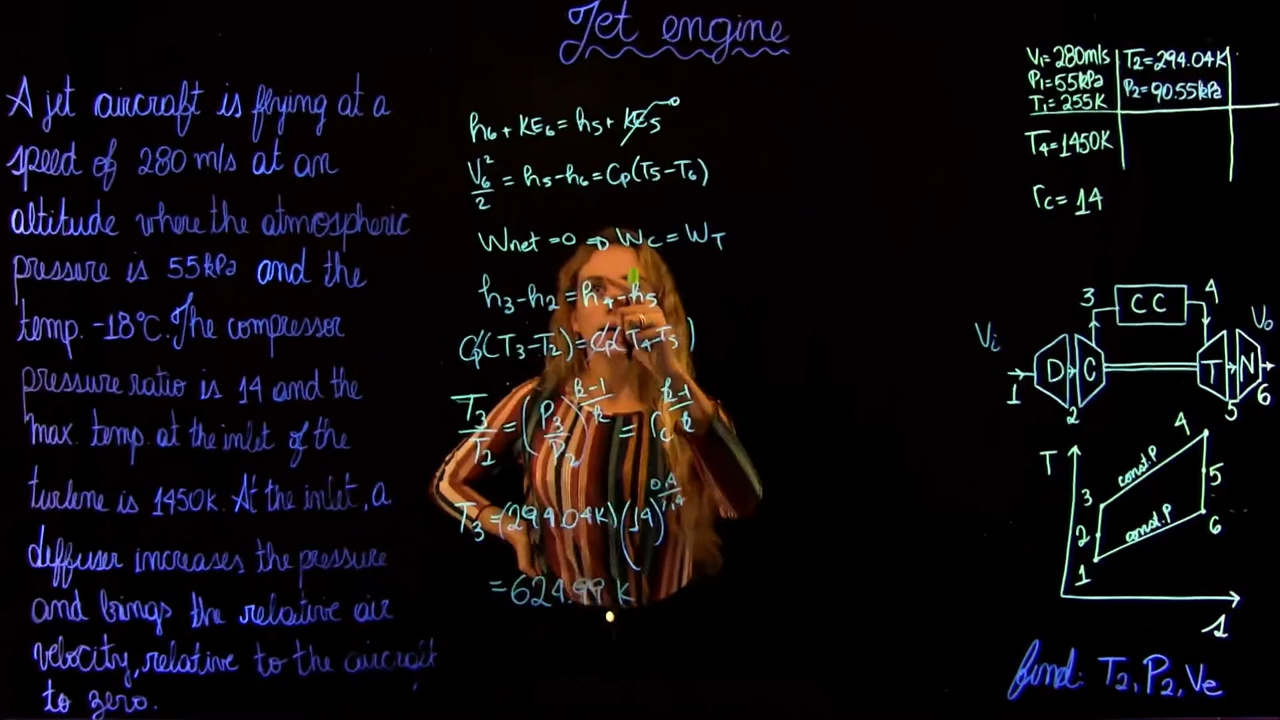 Jet engine
A jet aircraft is flying at a
speed of 280 m/s at an
altitude where the atmospheric
pressure is 55kPa and the
temp. -18°C. The compressor
pressure ratio is 14 and the
max. temp. at the inlet of the
turbene is 1450k. At the inlet, a
diffuser increases the pressure
and brings the relative air
velocity, relative to the aircraft
to zero.
h6 + KE6 = h5 + KE5 → 0
V6²/2 = h5-h6 = Cp(T5-T6)
Wnet = 0 ⇒ Wc = WT
h3-h2 = h4-h5
Cp(T3-T2) = Cp(T4-T5)
T3/T2 = (P3/P2)^(k-1/k) = rc^(k-1/k)
T3 = (294.04K)(14)^(0.4/1.4)
= 624.99 K
V1 = 280m/s
P1 = 55kPa
T1 = 255K
T2 = 294.04K
P2 = 90.55kPa
T4 = 1450K
rc = 14
3 CC 4
Vi Vo
1 D C T N
2 5 6
T 4
const. P
3 5
2 const. P 6
1
s
find: T2, P2, Ve